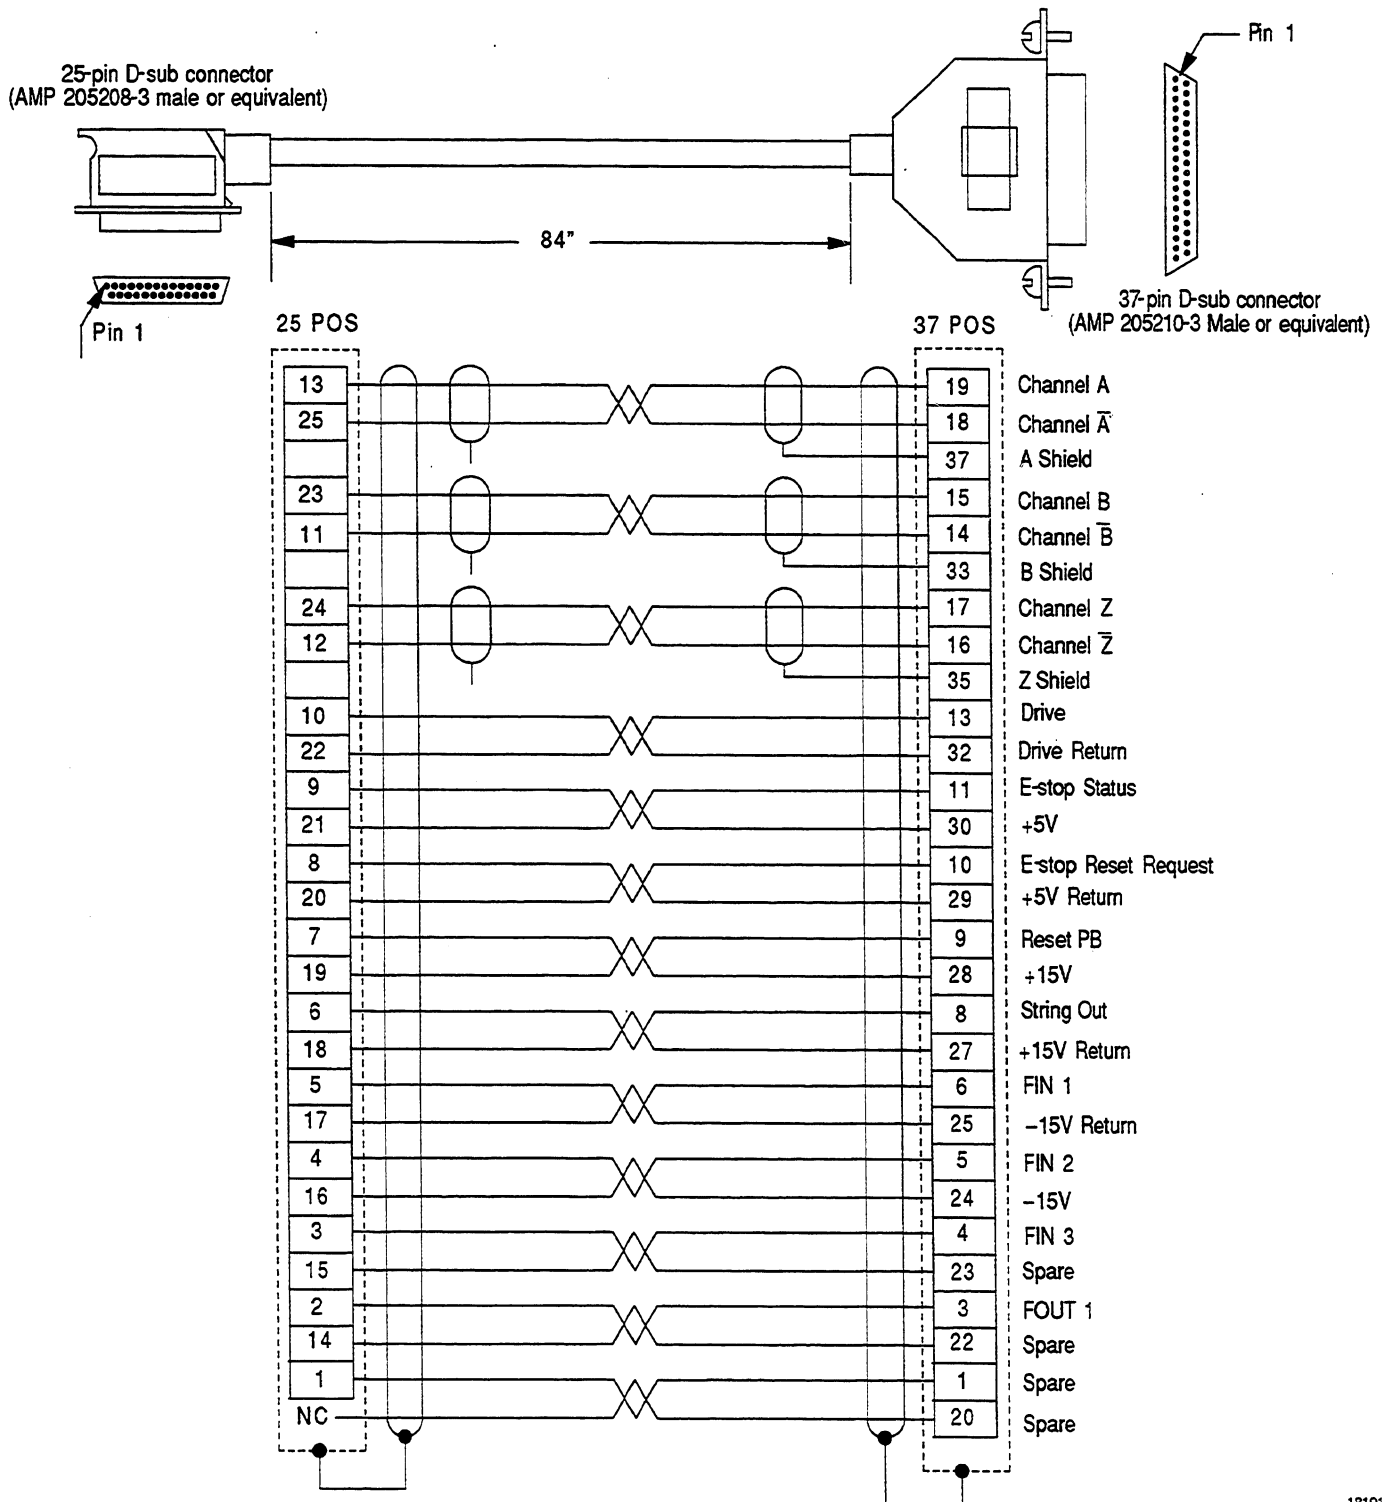 Pin 1
25-pin D-sub connector
(AMP 205208-3 male or equivalent)
84"
Pin 1
37-pin D-sub connector
(AMP 205210-3 Male or equivalent)
25 POS
37 POS
13 19 Channel A
25 18 Channel A̅
37 A Shield
23 15 Channel B
11 14 Channel B̅
33 B Shield
24 17 Channel Z
12 16 Channel Z̅
35 Z Shield
10 13 Drive
22 32 Drive Return
9 11 E-stop Status
21 30 +5V
8 10 E-stop Reset Request
20 29 +5V Return
7 9 Reset PB
19 28 +15V
6 8 String Out
18 27 +15V Return
5 6 FIN 1
17 25 –15V Return
4 5 FIN 2
16 24 –15V
3 4 FIN 3
15 23 Spare
2 3 FOUT 1
14 22 Spare
1 1 Spare
NC 20 Spare